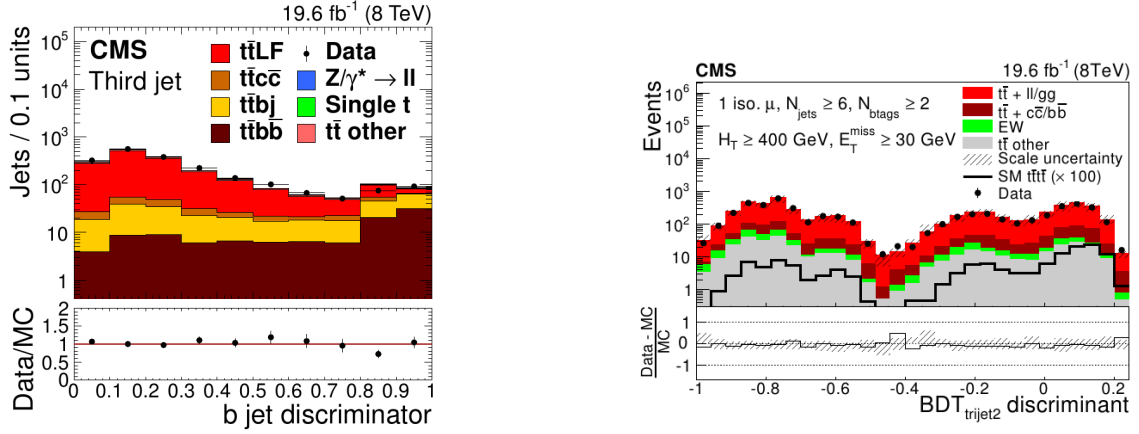 19.6 fb⁻¹ (8 TeV)
CMS
Third jet
tt̄LF
Data
tt̄cc̄
Z/γ* → ll
tt̄bj
Single t
tt̄bb̄
tt̄ other
Jets / 0.1 units
10⁵
10⁴
10³
10²
10
1
Data/MC
2
1.5
1
0.5
0
0 0.1 0.2 0.3 0.4 0.5 0.6 0.7 0.8 0.9 1
b jet discriminator
CMS
19.6 fb⁻¹ (8TeV)
1 iso. μ, N_jets ≥ 6, N_btags ≥ 2
H_T ≥ 400 GeV, E_T^miss ≥ 30 GeV
tt̄ + ll/gg
tt̄ + cc̄/bb̄
EW
tt̄ other
Scale uncertainty
SM tt̄tt̄ (× 100)
Data
Events
10⁶
10⁵
10⁴
10³
10²
10
1
Data - MC
MC
1
0
-1
-1 -0.8 -0.6 -0.4 -0.2 0 0.2
BDT_trijet2 discriminant